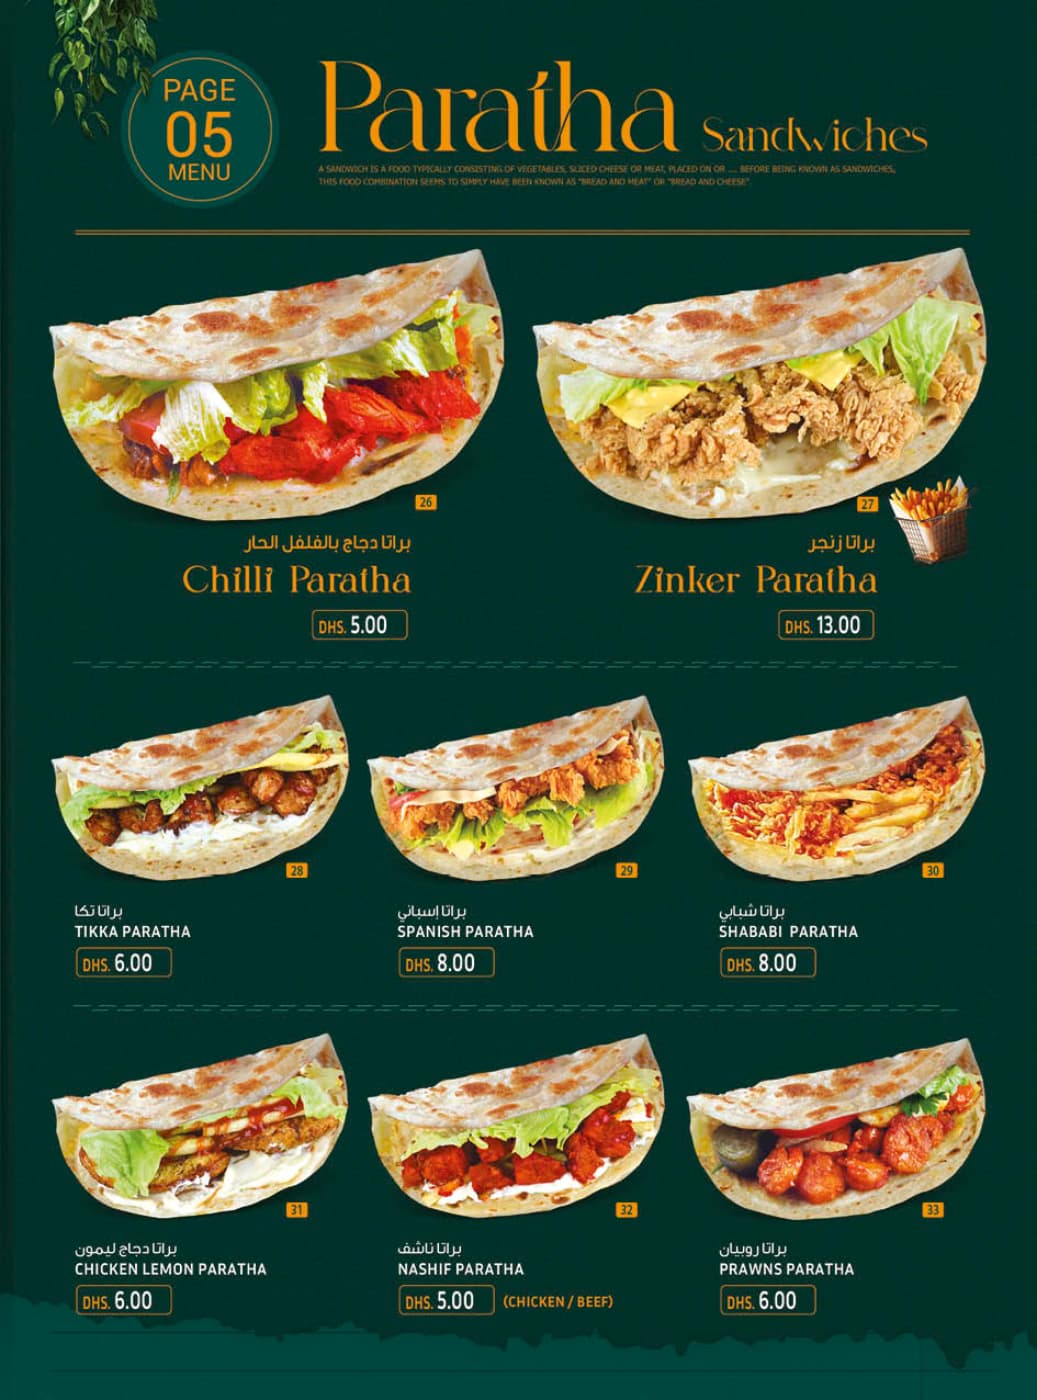 PAGE
05
MENU
Paratha Sandwiches
A SANDWICH IS A FOOD TYPICALLY CONSISTING OF VEGETABLES, SLICED CHEESE OR MEAT, PLACED ON OR .... BEFORE BEING KNOWN AS SANDWICHES,
THIS FOOD COMBINATION SEEMS TO SIMPLY HAVE BEEN KNOWN AS "BREAD AND MEAT" OR "BREAD AND CHEESE"
26
براتا دجاج بالفلفل الحار
Chilli Paratha
DHS. 5.00
27
براتا زنجر
Zinker Paratha
DHS. 13.00
28
براتا تكا
TIKKA PARATHA
DHS. 6.00
29
براتا إسباني
SPANISH PARATHA
DHS. 8.00
30
براتا شبابي
SHABABI PARATHA
DHS. 8.00
31
براتا دجاج ليمون
CHICKEN LEMON PARATHA
DHS. 6.00
32
براتا ناشف
NASHIF PARATHA
DHS. 5.00 (CHICKEN / BEEF)
33
براتا روبيان
PRAWNS PARATHA
DHS. 6.00